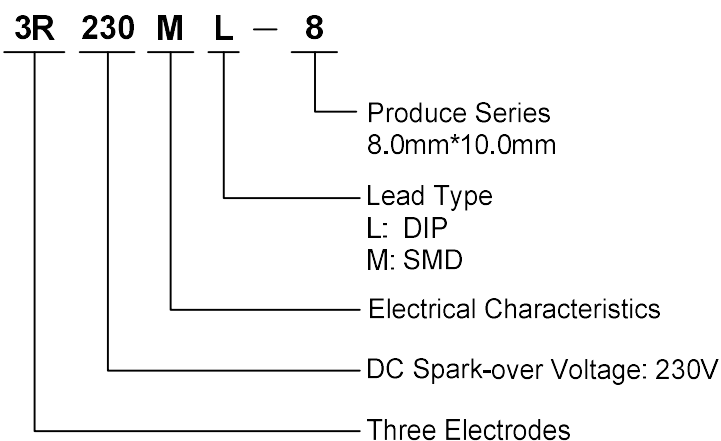 3R 230 M L – 8
Produce Series
8.0mm*10.0mm
Lead Type
L: DIP
M: SMD
Electrical Characteristics
DC Spark-over Voltage: 230V
Three Electrodes